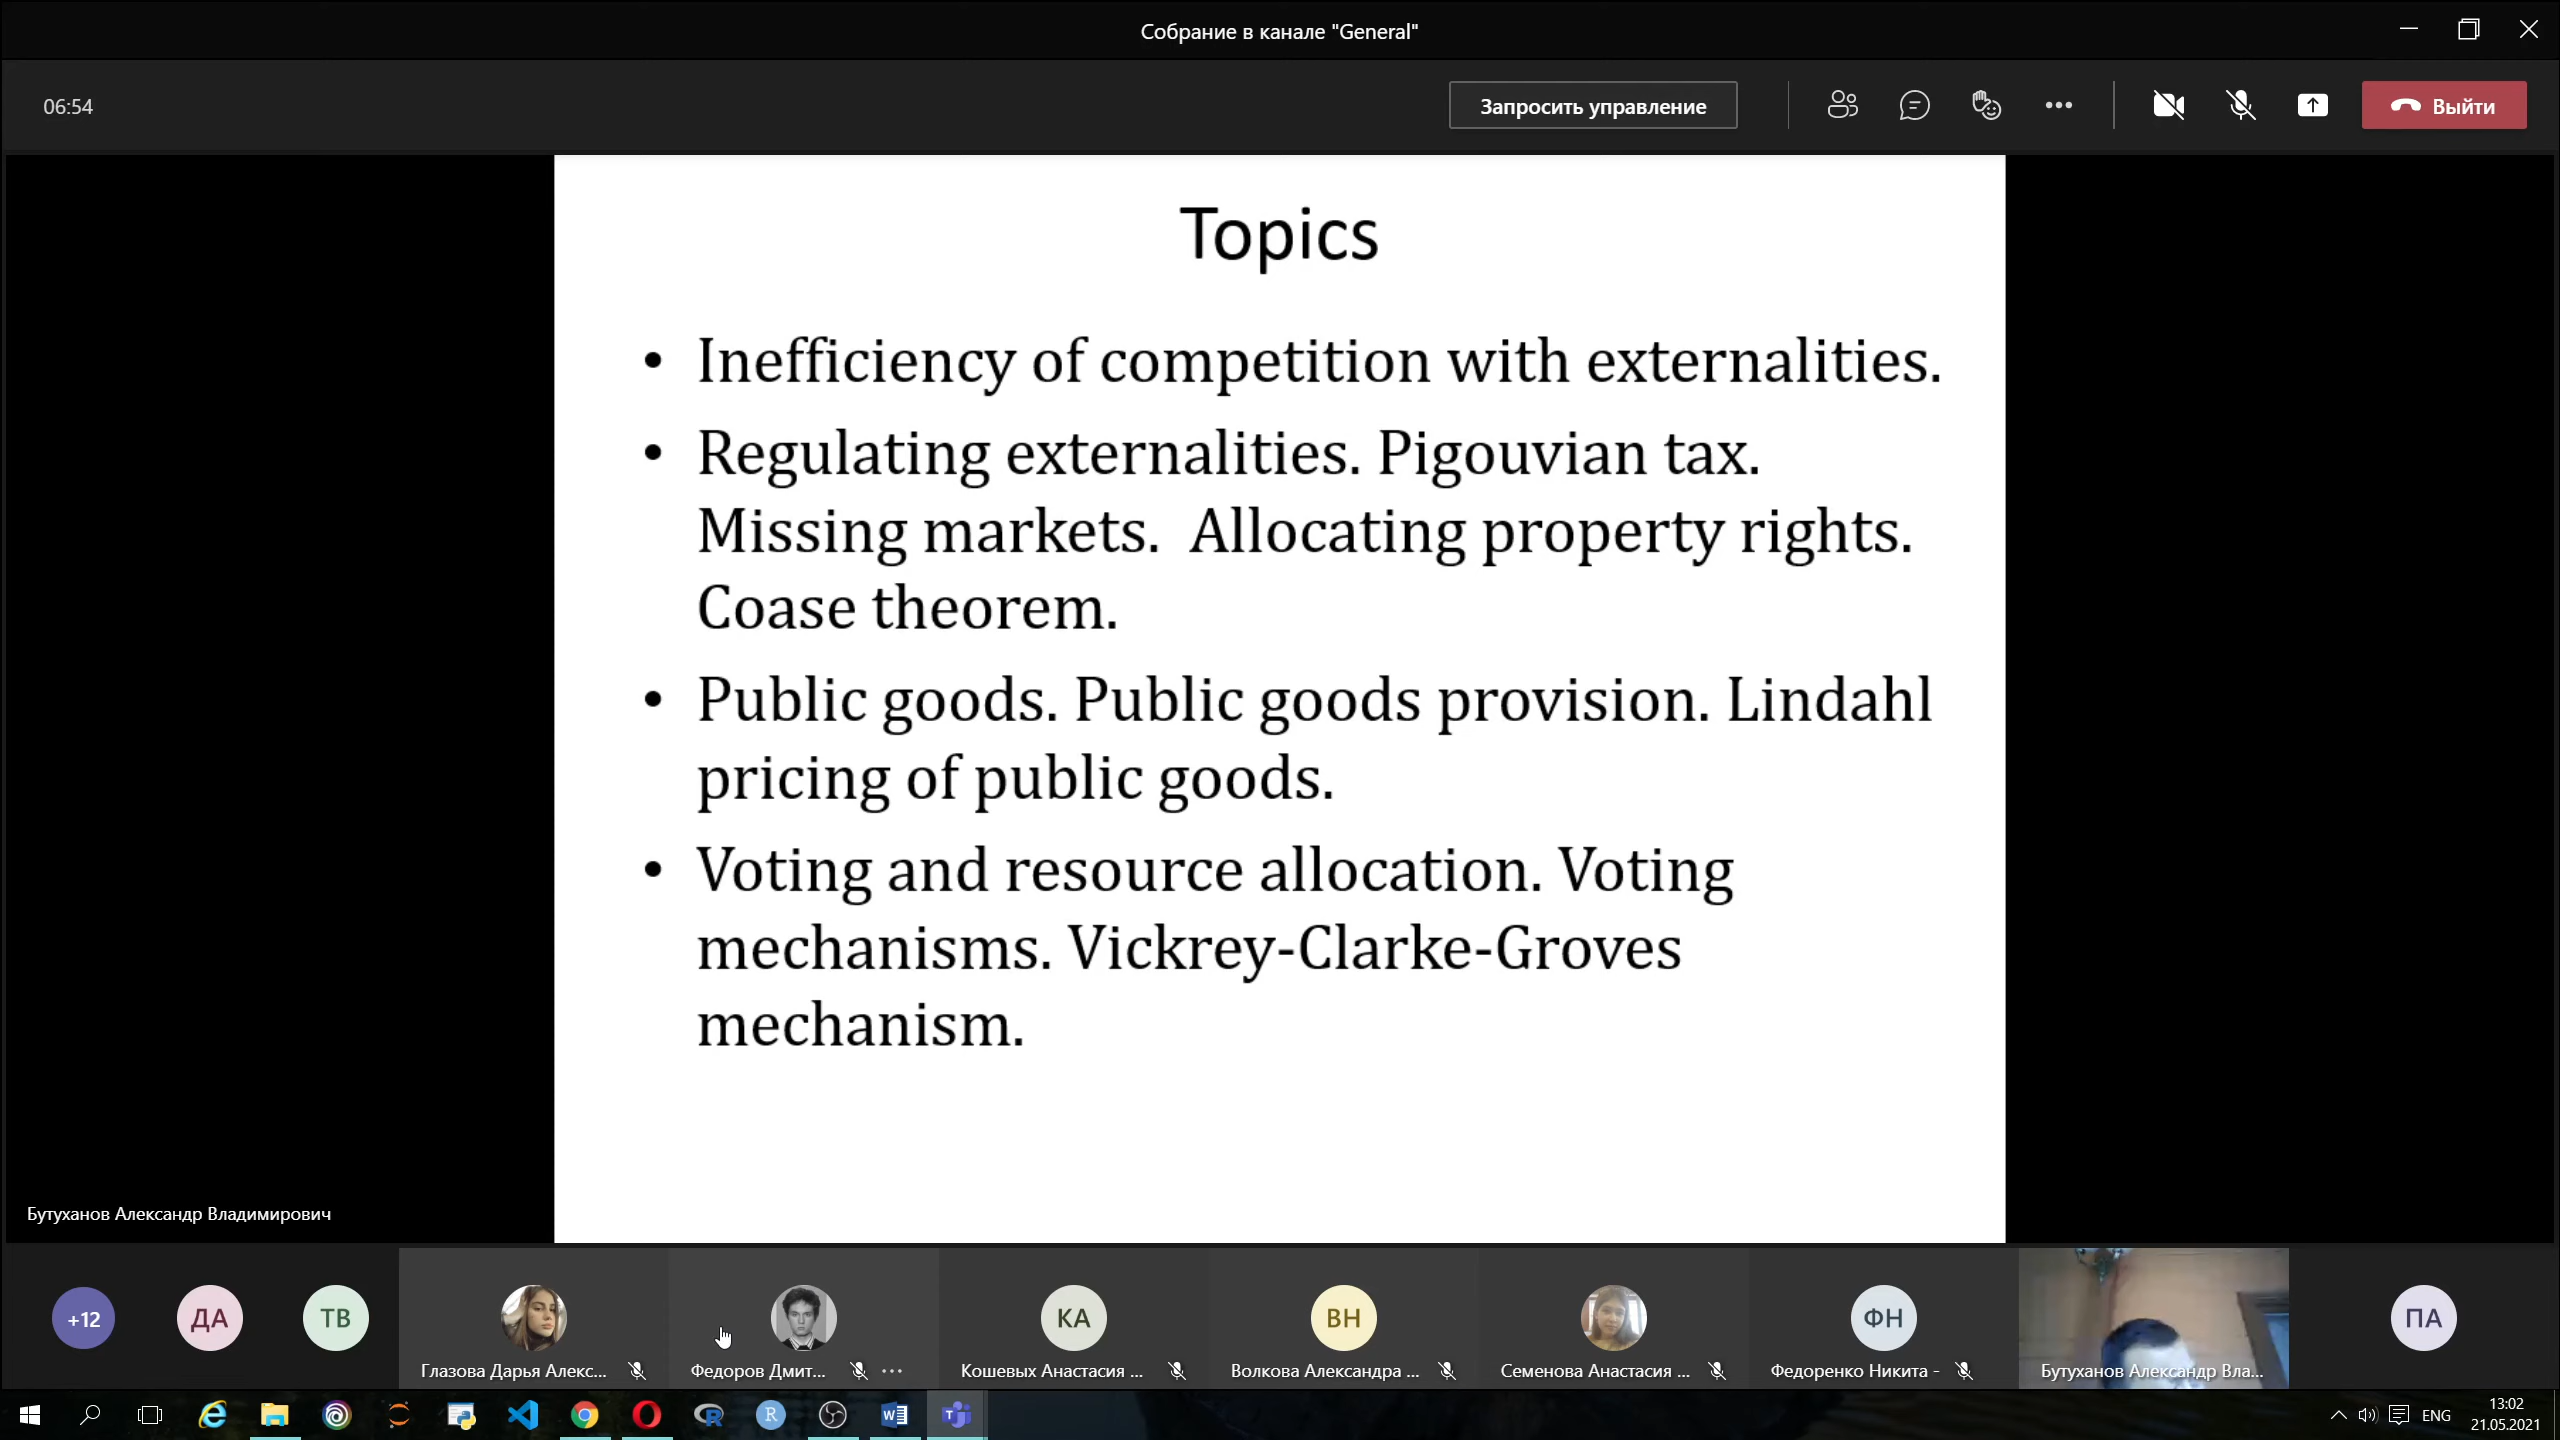 Собрание в канале "General"
06:54
Запросить управление
Выйти
Topics
• Inefficiency of competition with externalities.
• Regulating externalities. Pigouvian tax.
Missing markets.  Allocating property rights.
Coase theorem.
• Public goods. Public goods provision. Lindahl
pricing of public goods.
• Voting and resource allocation. Voting
mechanisms. Vickrey-Clarke-Groves
mechanism.
Бутуханов Александр Владимирович
+12
ДА
ТВ
КА
ВН
ФН
ПА
Глазова Дарья Алекс...
Федоров Дмит...
Кошевых Анастасия ...
Волкова Александра ...
Семенова Анастасия ...
Федоренко Никита -
Бутуханов Александр Вла...
ENG
13:02
21.05.2021